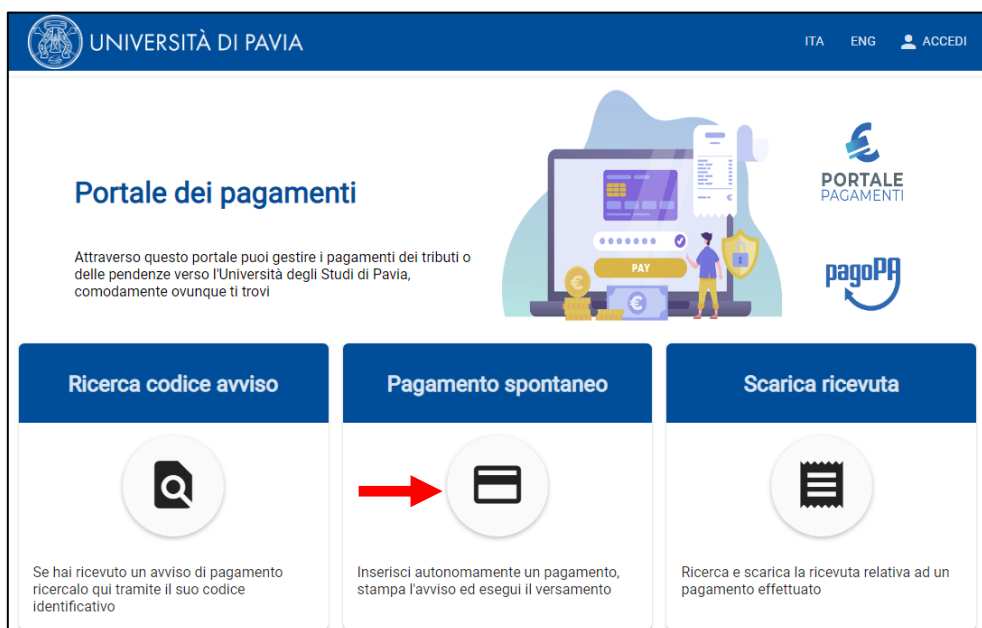 UNIVERSITÀ DI PAVIA
ITA ENG ACCEDI
Portale dei pagamenti
Attraverso questo portale puoi gestire i pagamenti dei tributi o
delle pendenze verso l'Università degli Studi di Pavia,
comodamente ovunque ti trovi
PAY
PORTALE
PAGAMENTI
pagoPA
Ricerca codice avviso
Se hai ricevuto un avviso di pagamento
ricercalo qui tramite il suo codice
identificativo
Pagamento spontaneo
Inserisci autonomamente un pagamento,
stampa l'avviso ed esegui il versamento
Scarica ricevuta
Ricerca e scarica la ricevuta relativa ad un
pagamento effettuato